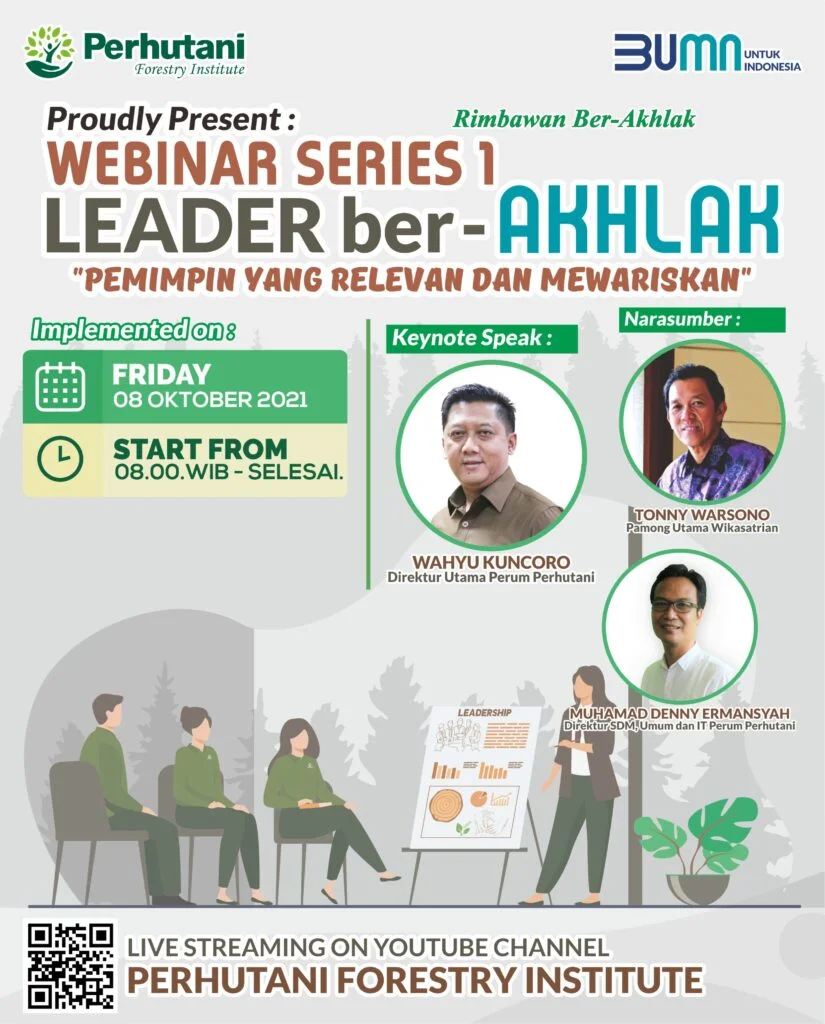 Perhutani
Forestry Institute
BUMN UNTUK
INDONESIA
Proudly Present :
Rimbawan Ber-Akhlak
WEBINAR SERIES 1
LEADER ber - AKHLAK
"PEMIMPIN YANG RELEVAN DAN MEWARISKAN"
Implemented on :
FRIDAY
08 OKTOBER 2021
START FROM
08.00.WIB - SELESAI.
Keynote Speak :
WAHYU KUNCORO
Direktur Utama Perum Perhutani
Narasumber :
TONNY WARSONO
Pamong Utama Wikasatrian
MUHAMAD DENNY ERMANSYAH
Direktur SDM, Umum dan IT Perum Perhutani
LEADERSHIP
LIVE STREAMING ON YOUTUBE CHANNEL
PERHUTANI FORESTRY INSTITUTE